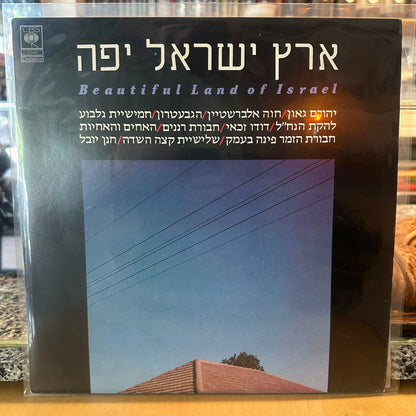 CBS
ארץ ישראל יפה
Beautiful Land of Israel
יהורם גאון/חוה אלברשטיין/הגבעטרון/חמישיית גלבוע
להקת הנח"ל/דודו זכאי/חבורת רננים/האחים והאחיות
חבורת הזמר פינה בעמק/שלישיית קצה השדה/חנן יובל